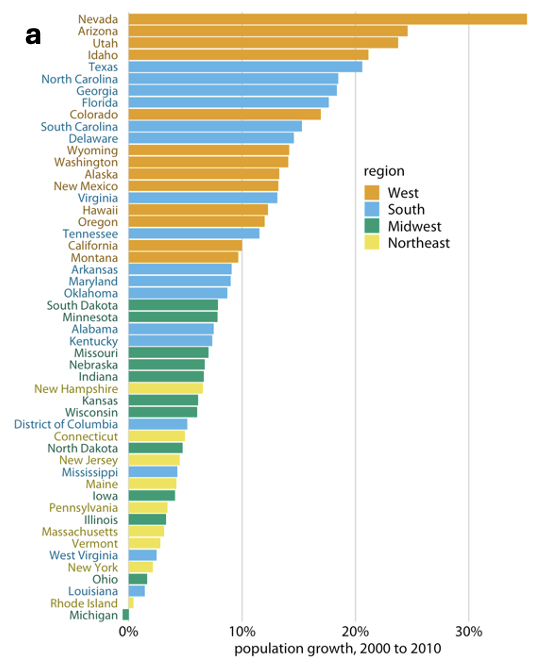 a
Nevada
Arizona
Utah
Idaho
Texas
North Carolina
Georgia
Florida
Colorado
South Carolina
Delaware
Wyoming
Washington
Alaska
New Mexico
Virginia
Hawaii
Oregon
Tennessee
California
Montana
Arkansas
Maryland
Oklahoma
South Dakota
Minnesota
Alabama
Kentucky
Missouri
Nebraska
Indiana
New Hampshire
Kansas
Wisconsin
District of Columbia
Connecticut
North Dakota
New Jersey
Mississippi
Maine
Iowa
Pennsylvania
Illinois
Massachusetts
Vermont
West Virginia
New York
Ohio
Louisiana
Rhode Island
Michigan
region
West
South
Midwest
Northeast
0% 10% 20% 30%
population growth, 2000 to 2010